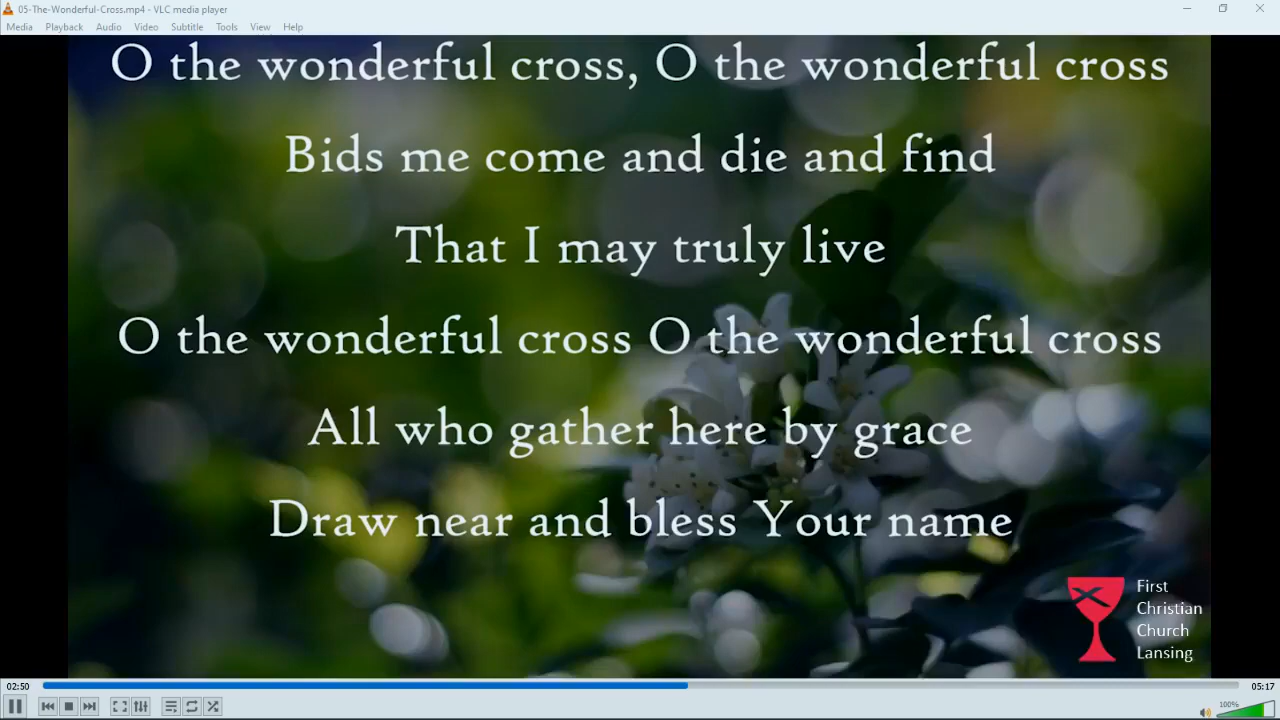 05-The-Wonderful-Cross.mp4 - VLC media player
Media Playback Audio Video Subtitle Tools View Help
O the wonderful cross, O the wonderful cross
Bids me come and die and find
That I may truly live
O the wonderful cross O the wonderful cross
All who gather here by grace
Draw near and bless Your name
First
Christian
Church
Lansing
02:50 05:17
100%